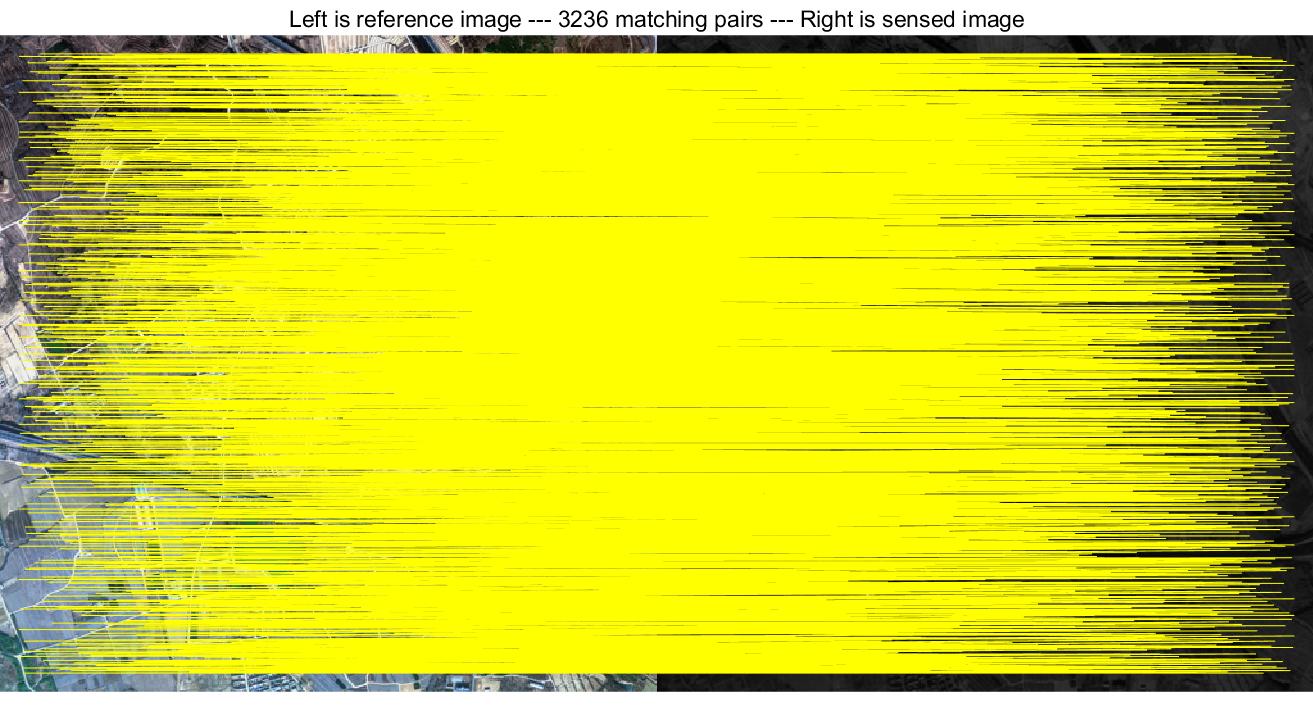 Left is reference image --- 3236 matching pairs --- Right is sensed image